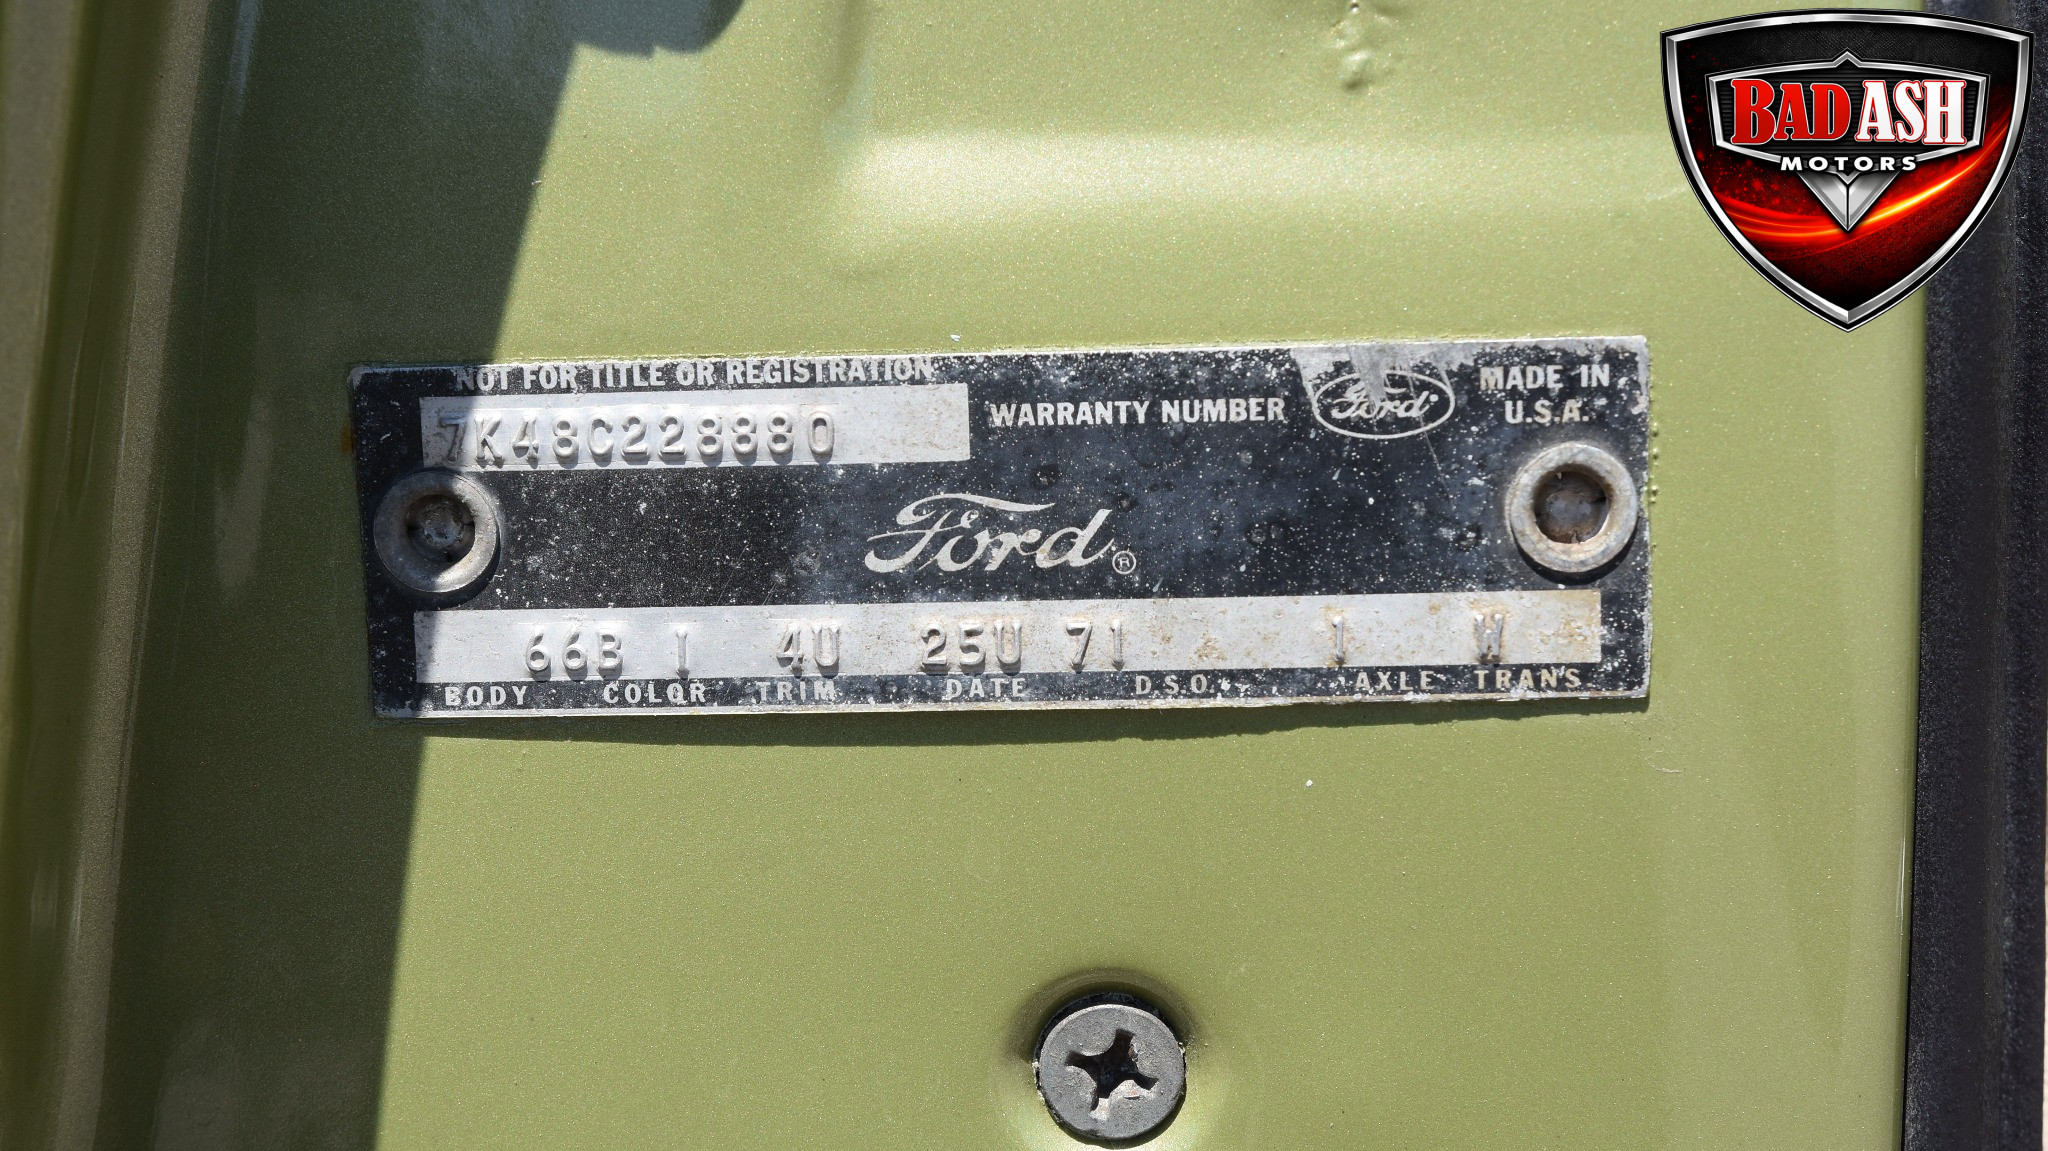 BAD ASH
MOTORS
NOT FOR TITLE OR REGISTRATION
7K48C228880
WARRANTY NUMBER
Ford
MADE IN
U.S.A.
Ford ®
66B I 4U 25U 71 1 W
BODY COLOR TRIM DATE D.S.O. AXLE TRANS